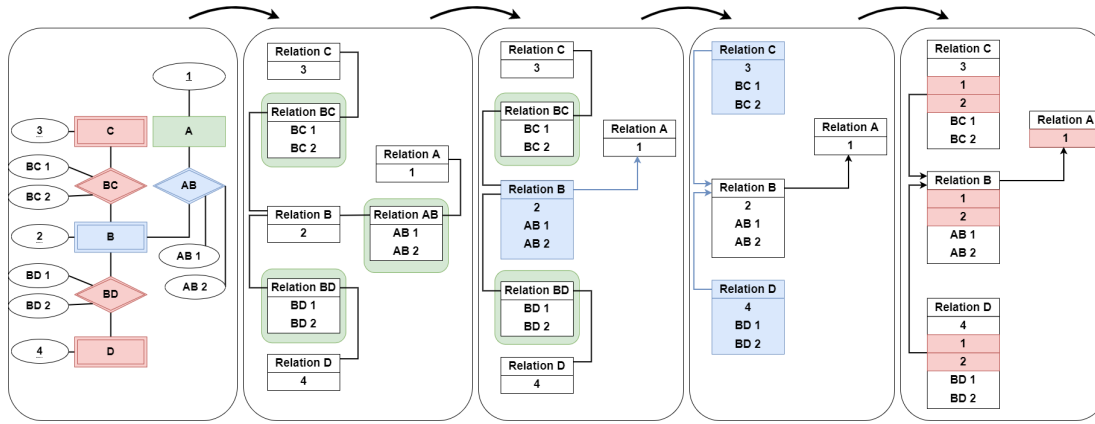 1
3
C
A
BC 1
BC
AB
BC 2
2
B
AB 1
BD 1
BD
AB 2
BD 2
4
D
Relation C
3
Relation BC
BC 1
BC 2
Relation A
1
Relation B
2
Relation AB
AB 1
AB 2
Relation BD
BD 1
BD 2
Relation D
4
Relation C
3
Relation BC
BC 1
BC 2
Relation A
1
Relation B
2
AB 1
AB 2
Relation BD
BD 1
BD 2
Relation D
4
Relation C
3
BC 1
BC 2
Relation A
1
Relation B
2
AB 1
AB 2
Relation D
4
BD 1
BD 2
Relation C
3
1
2
BC 1
BC 2
Relation A
1
Relation B
1
2
AB 1
AB 2
Relation D
4
1
2
BD 1
BD 2